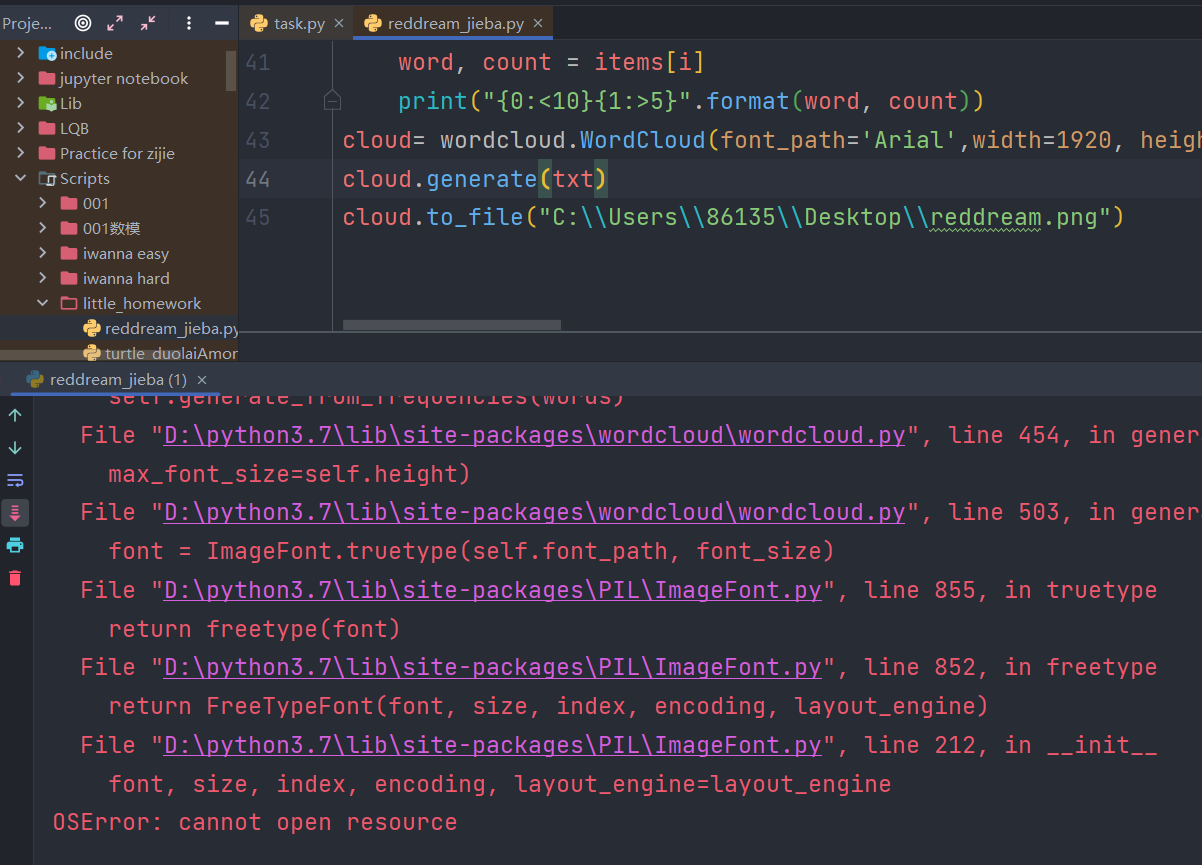 Proje...
task.py
reddream_jieba.py
include
jupyter notebook
Lib
LQB
Practice for zijie
Scripts
001
001数模
iwanna easy
iwanna hard
little_homework
reddream_jieba.py
turtle_duolaiAmor
41 word, count = items[i]
42 print("{0:<10}{1:>5}".format(word, count))
43 cloud= wordcloud.WordCloud(font_path='Arial',width=1920, heigh
44 cloud.generate(txt)
45 cloud.to_file("C:\\Users\\86135\\Desktop\\reddream.png")
reddream_jieba (1)
self.generate_from_frequencies(words)
File "D:\python3.7\lib\site-packages\wordcloud\wordcloud.py", line 454, in gener
max_font_size=self.height)
File "D:\python3.7\lib\site-packages\wordcloud\wordcloud.py", line 503, in gener
font = ImageFont.truetype(self.font_path, font_size)
File "D:\python3.7\lib\site-packages\PIL\ImageFont.py", line 855, in truetype
return freetype(font)
File "D:\python3.7\lib\site-packages\PIL\ImageFont.py", line 852, in freetype
return FreeTypeFont(font, size, index, encoding, layout_engine)
File "D:\python3.7\lib\site-packages\PIL\ImageFont.py", line 212, in __init__
font, size, index, encoding, layout_engine=layout_engine
OSError: cannot open resource